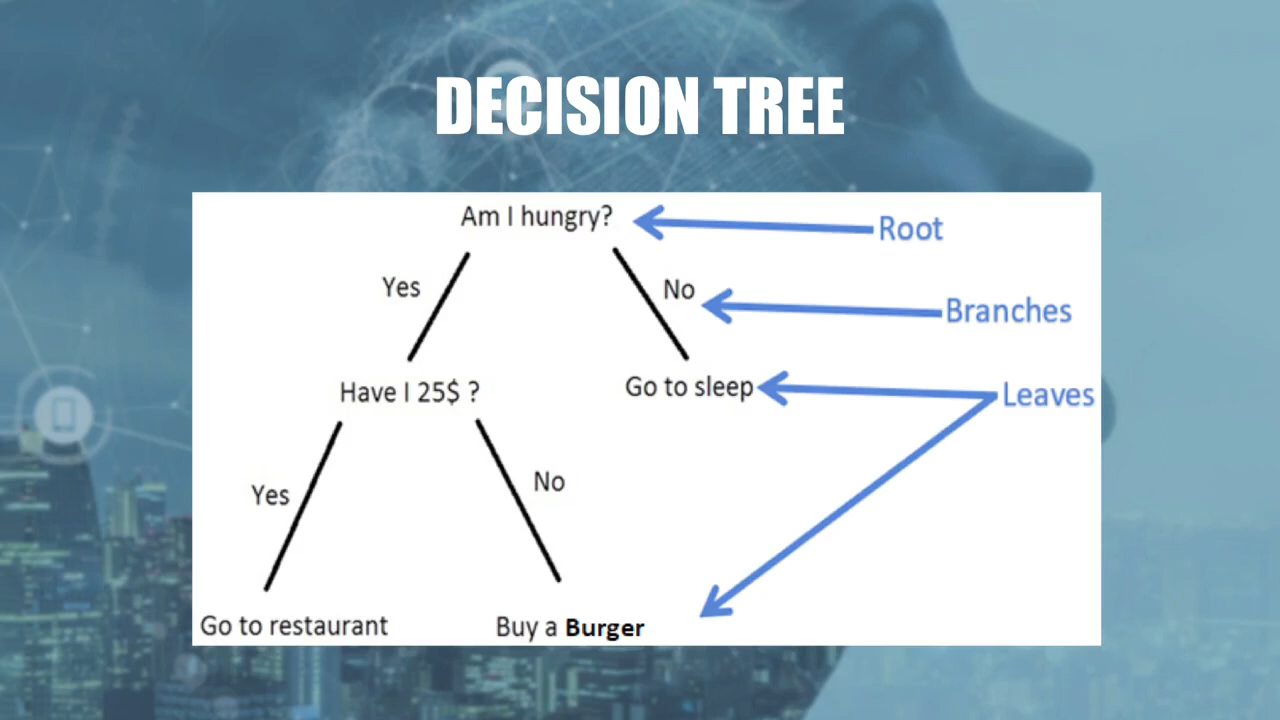 DECISION TREE
Am I hungry?
Root
Yes
No
Branches
Have I 25$ ?
Go to sleep
Leaves
Yes
No
Go to restaurant
Buy a Burger